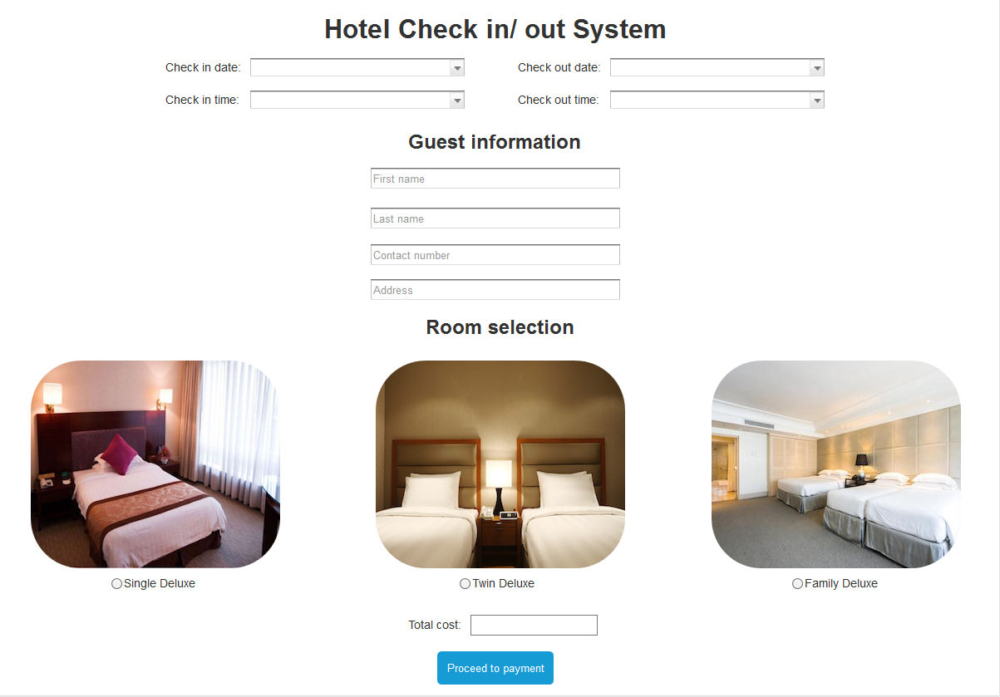 Hotel Check in/ out System
Check in date: Check out date:
Check in time: Check out time:
Guest information
First name
Last name
Contact number
Address
Room selection
Single Deluxe Twin Deluxe Family Deluxe
Total cost:
Proceed to payment